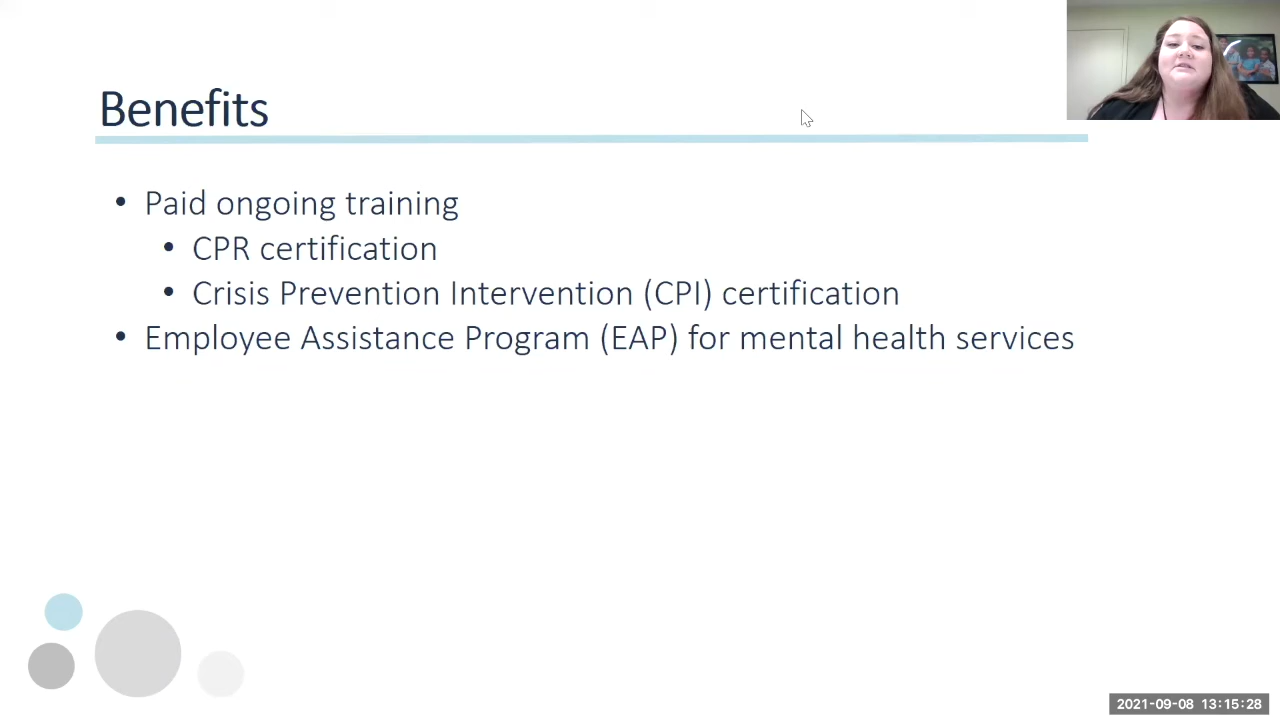 Benefits
• Paid ongoing training
• CPR certification
• Crisis Prevention Intervention (CPI) certification
• Employee Assistance Program (EAP) for mental health services
2021-09-08 13:15:28